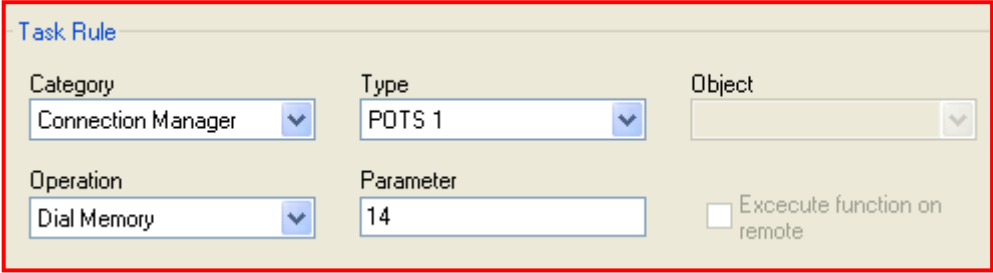 Task Rule
Category
Type
Object
Connection Manager
POTS 1
Operation
Parameter
Dial Memory
14
Excecute function on
remote